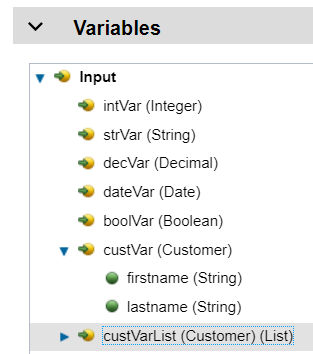 Variables
Input
intVar (Integer)
strVar (String)
decVar (Decimal)
dateVar (Date)
boolVar (Boolean)
custVar (Customer)
firstname (String)
lastname (String)
custVarList (Customer) (List)